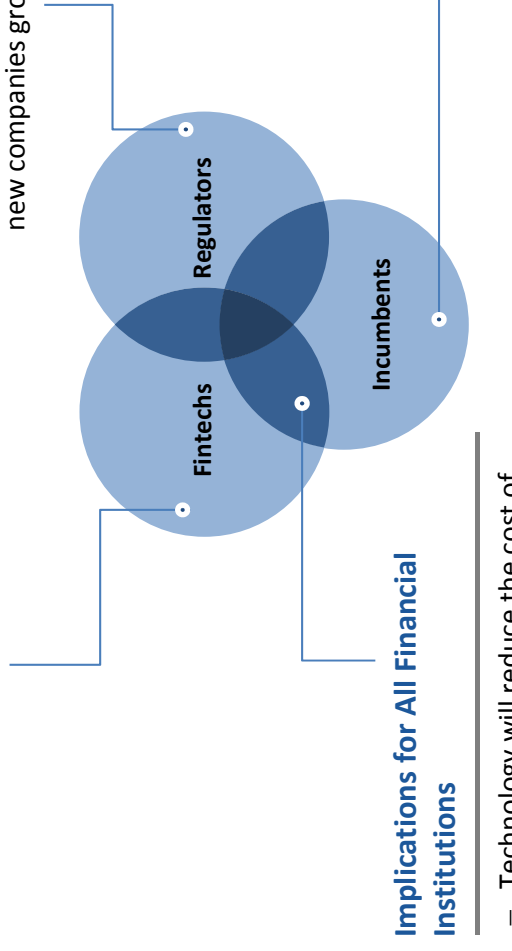 new companies gro
Regulators
Fintechs
Incumbents
Implications for All Financial
Institutions
– Technology will reduce the cost of